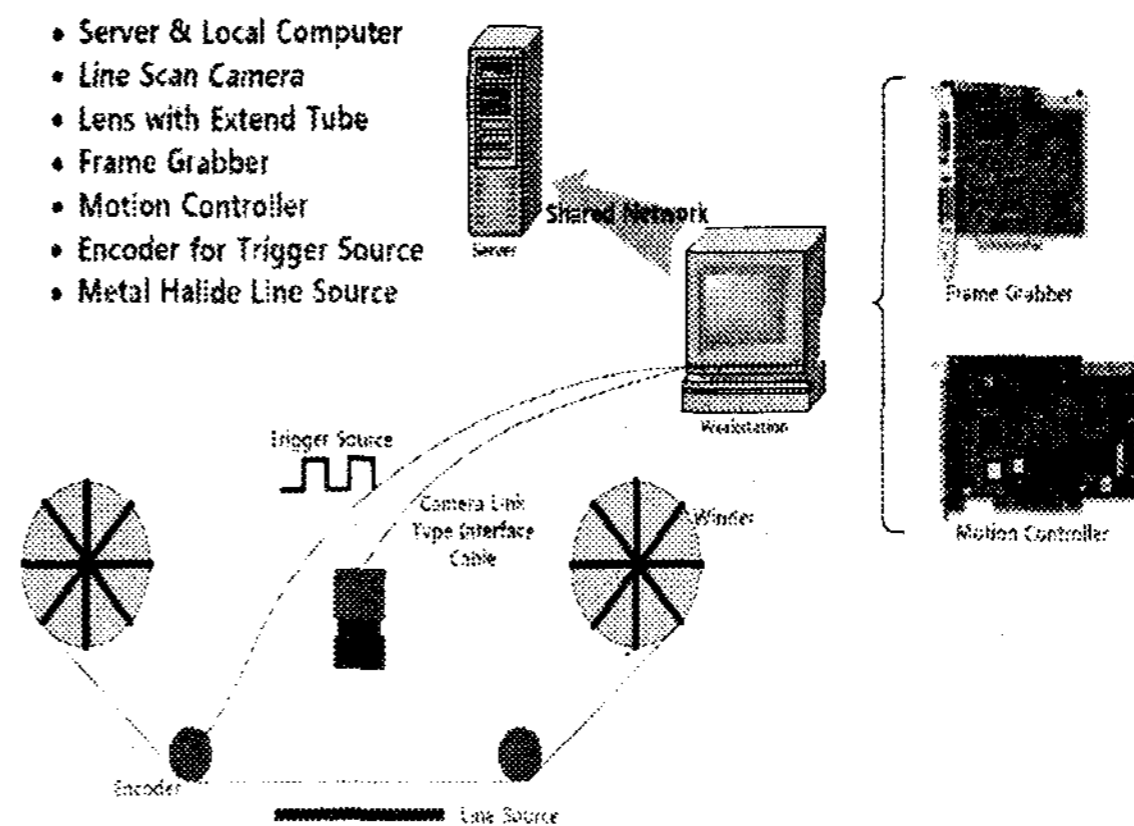 • Server & Local Computer
• Line Scan Camera
• Lens with Extend Tube
• Frame Grabber
• Motion Controller
• Encoder for Trigger Source
• Metal Halide Line Source
Server
Shared Network
Workstation
Frame Grabber
Motion Controller
Trigger Source
Camera Link
Type Interface
Cable
Winder
Encoder
Line Source